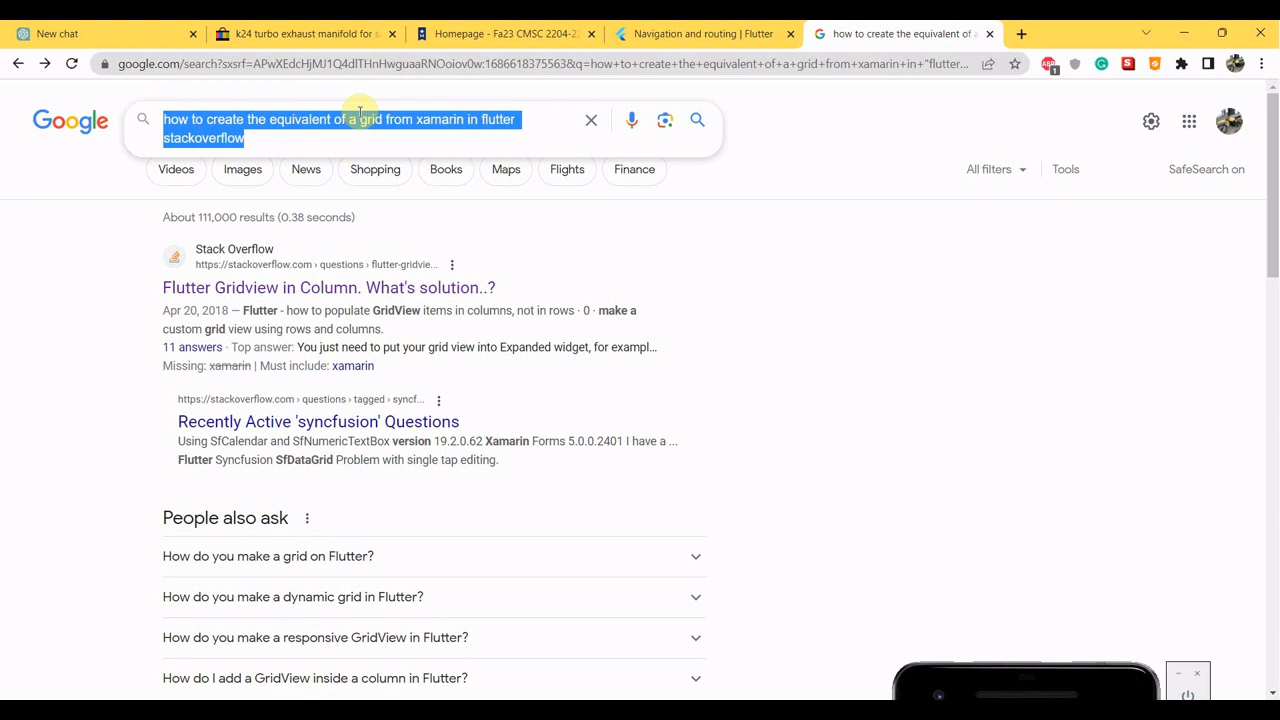 New chat
k24 turbo exhaust manifold for s
Homepage - Fa23 CMSC 2204-2
Navigation and routing | Flutter
how to create the equivalent of a
google.com/search?sxsrf=APwXEdcHjMJ1Q4dITHnHwguaaRNOoiov0w:1686618375563&q=how+to+create+the+equivalent+of+a+grid+from+xamarin+in+"flutter...
1
Google
how to create the equivalent of a grid from xamarin in flutter
stackoverflow
Videos
Images
News
Shopping
Books
Maps
Flights
Finance
All filters
Tools
SafeSearch on
About 111,000 results (0.38 seconds)
Stack Overflow
https://stackoverflow.com › questions › flutter-gridvie...
Flutter Gridview in Column. What's solution..?
Apr 20, 2018 — Flutter - how to populate GridView items in columns, not in rows · 0 · make a
custom grid view using rows and columns.
11 answers · Top answer: You just need to put your grid view into Expanded widget, for exampl...
Missing: xamarin | Must include: xamarin
https://stackoverflow.com › questions › tagged › syncf...
Recently Active 'syncfusion' Questions
Using SfCalendar and SfNumericTextBox version 19.2.0.62 Xamarin Forms 5.0.0.2401 I have a ...
Flutter Syncfusion SfDataGrid Problem with single tap editing.
People also ask
How do you make a grid on Flutter?
How do you make a dynamic grid in Flutter?
How do you make a responsive GridView in Flutter?
How do I add a GridView inside a column in Flutter?